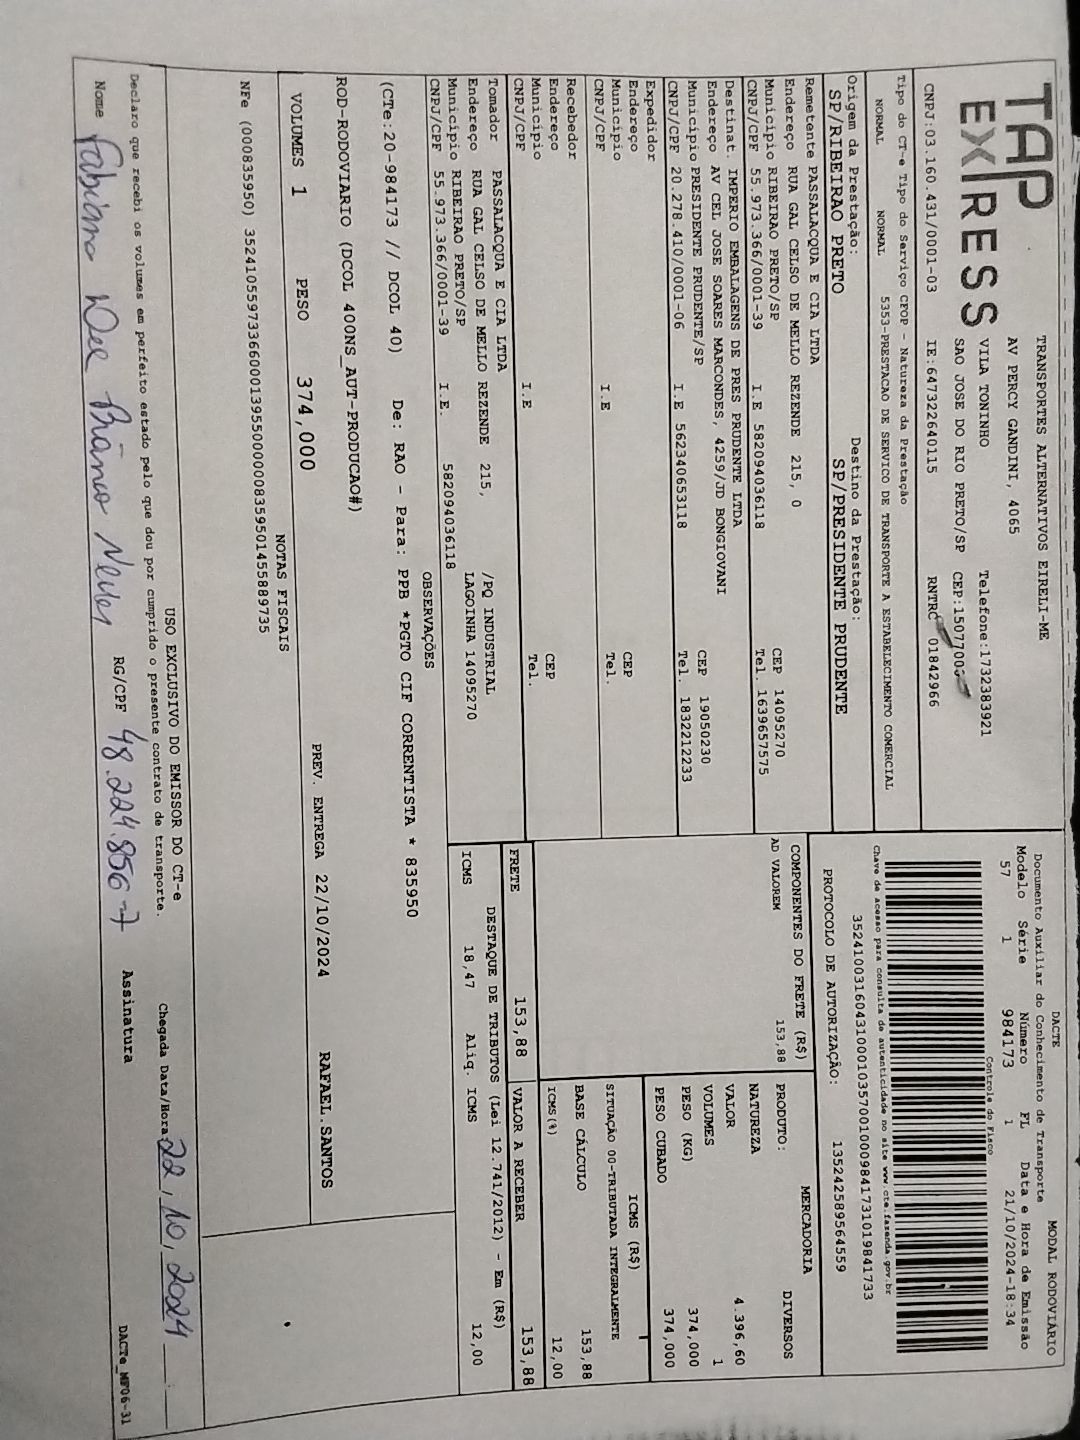 TAP
EXPRESS
TRANSPORTES ALTERNATIVOS EIRELI-ME
AV PERCY GANDINI, 4065
VILA TONINHO Telefone:1732383921
SAO JOSE DO RIO PRETO/SP CEP:1507700
CNPJ:03.160.431/0001-03 IE:647322640115 RNTRC 01842966
Tipo do CT-e Tipo do Serviço CFOP - Natureza da Prestação
NORMAL NORMAL 5353-PRESTACAO DE SERVICO DE TRANSPORTE A ESTABELECIMENTO COMERCIAL
Origem da Prestação: Destino da Prestação:
SP/RIBEIRAO PRETO SP/PRESIDENTE PRUDENTE
Remetente PASSALACQUA E CIA LTDA
Endereço RUA GAL CELSO DE MELLO REZENDE 215, 0
Município RIBEIRAO PRETO/SP CEP 14095270
CNPJ/CPF 55.973.366/0001-39 I.E 582094036118 Tel. 1639657575
Destinat. IMPERIO EMBALAGENS DE PRES PRUDENTE LTDA
Endereço AV CEL JOSE SOARES MARCONDES, 4259/JD BONGIOVANI
Município PRESIDENTE PRUDENTE/SP CEP 19050230
CNPJ/CPF 20.278.410/0001-06 I.E 562340653118 Tel. 1832212233
Expedidor
Endereço
Município CEP
CNPJ/CPF I.E Tel.
Recebedor
Endereço
Município CEP
CNPJ/CPF I.E Tel.
Tomador PASSALACQUA E CIA LTDA
Endereço RUA GAL CELSO DE MELLO REZENDE 215, /PQ INDUSTRIAL
Município RIBEIRAO PRETO/SP LAGOINHA 14095270
CNPJ/CPF 55.973.366/0001-39 I.E. 582094036118
DACTE MODAL RODOVIÁRIO
Documento Auxiliar do Conhecimento de Transporte
Modelo Série Número FL Data e Hora de Emissão
57 1 984173 1 21/10/2024-18:34
Controle do Fisco
Chave de acesso para consulta de autenticidade no site www.cte.fazenda.gov.br
35241003160431000103570010009841731019841733
PROTOCOLO DE AUTORIZAÇÃO: 135242589564559
COMPONENTES DO FRETE (R$)
AD VALOREM 153,88
MERCADORIA
PRODUTO: DIVERSOS
NATUREZA
VALOR 4.396,60
VOLUMES 1
PESO (KG) 374,000
PESO CUBADO 374,000
ICMS (R$)
SITUAÇÃO 00-TRIBUTADA INTEGRALMENTE
BASE CÁLCULO 153,88
ICMS (%) 12,00
FRETE 153,88 VALOR A RECEBER 153,88
DESTAQUE DE TRIBUTOS (Lei 12.741/2012) - Em (R$)
ICMS 18,47 Aliq. ICMS 12,00
OBSERVAÇÕES
(CTe:20-984173 // DCOL 40) De: RAO - Para: PPB *PGTO CIF CORRENTISTA * 835950
ROD-RODOVIARIO (DCOL 400NS_AUT-PRODUCAO#)
VOLUMES 1 PESO 374,000 PREV. ENTREGA 22/10/2024 RAFAEL.SANTOS
NOTAS FISCAIS
NFe (000835950) 35241055973366000139550000008359501455889735
USO EXCLUSIVO DO EMISSOR DO CT-e
Declaro que recebi os volumes em perfeito estado pelo que dou por cumprido o presente contrato de transporte. Chegada Data/Hora 22,10,2024 :
Nome Fabiano Neves RG/CPF 48.224.856-7 Assinatura
DACTe_MF06-31